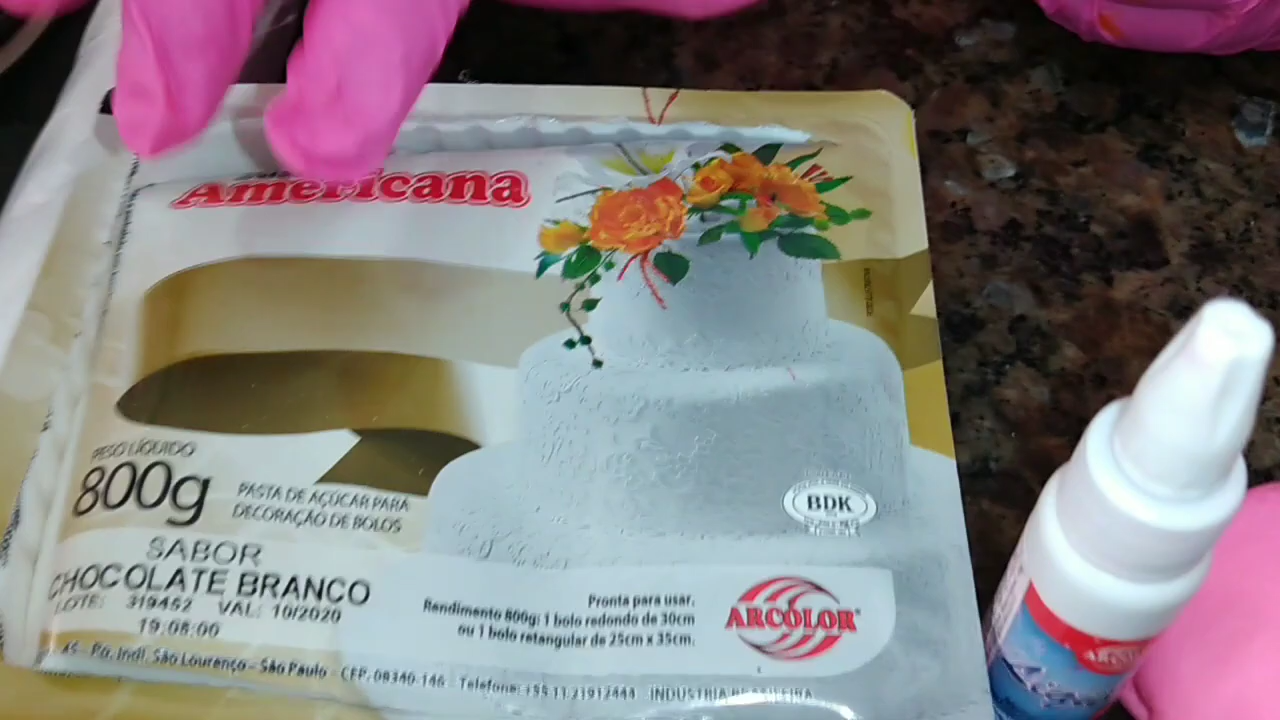 Americana
PESO LÍQUIDO
800g
PASTA DE AÇÚCAR PARA
DECORAÇÃO DE BOLOS
SABOR
CHOCOLATE BRANCO
LOTE: 319452 VAL: 10/2020
19:08:00
BDK
Pronta para usar.
Rendimento 800g: 1 bolo redondo de 30cm
ou 1 bolo retangular de 25cm x 35cm.
ARCOLOR
45 - Pq. Indl. São Lourenço - São Paulo - CEP. 08340-146 - Telefone: +55 11 21912444 INDÚSTRIA BRASILEIRA